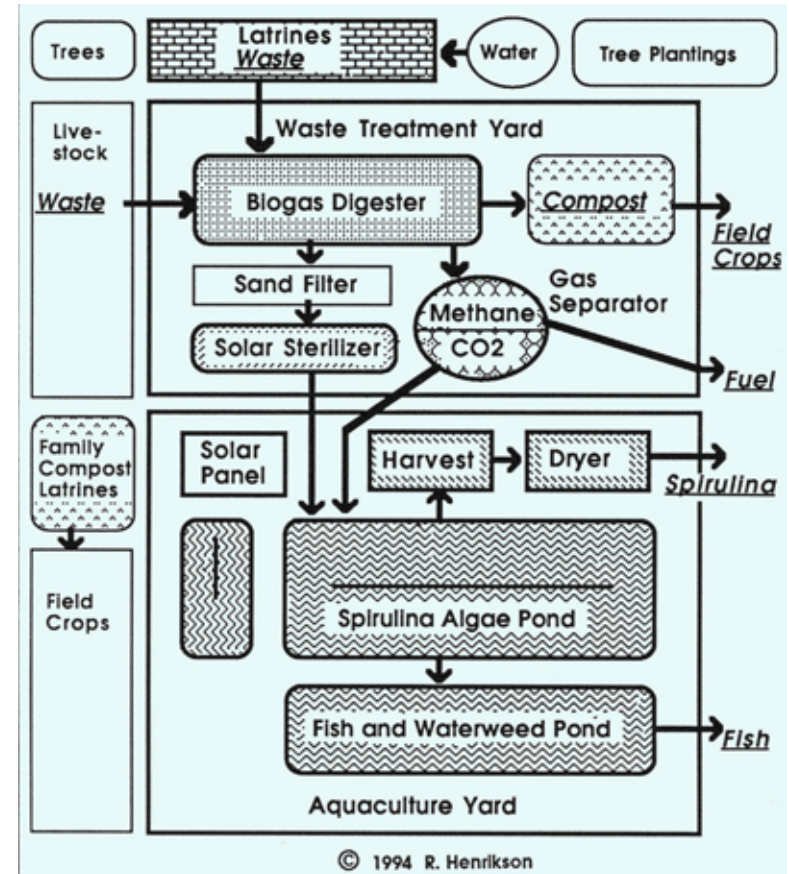 Trees
Latrines
Waste
Water
Tree Plantings
Live-
stock
Waste
Waste Treatment Yard
Biogas Digester
Compost
Field
Crops
Sand Filter
Gas
Separator
Methane
CO2
Solar Sterilizer
Fuel
Family
Compost
Latrines
Solar
Panel
Harvest
Dryer
Spirulina
Field
Crops
Spirulina Algae Pond
Fish and Waterweed Pond
Fish
Aquaculture Yard
© 1994 R. Henrikson